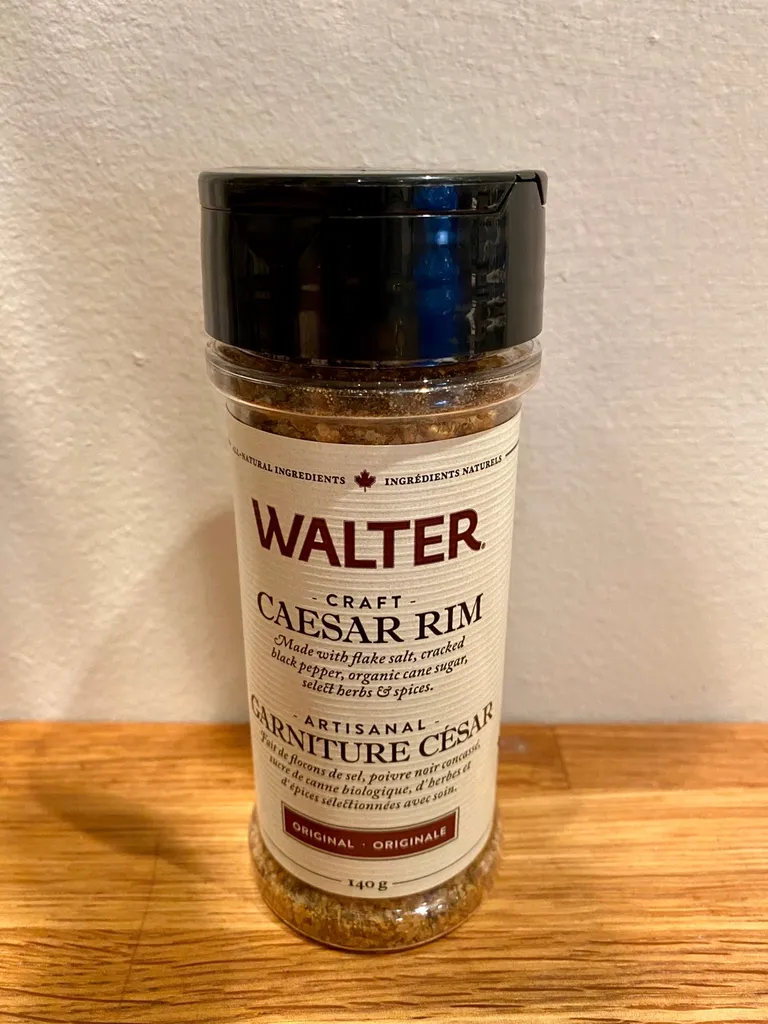 ALL-NATURAL INGREDIENTS INGRÉDIENTS NATURELS
WALTER
- CRAFT -
CAESAR RIM
Made with flake salt, cracked
black pepper, organic cane sugar,
select herbs & spices.
- ARTISANAL -
GARNITURE CÉSAR
Fait de flocons de sel, poivre noir concassé,
sucre de canne biologique, d'herbes et
d'épices sélectionnées avec soin.
ORIGINAL · ORIGINALE
140 g